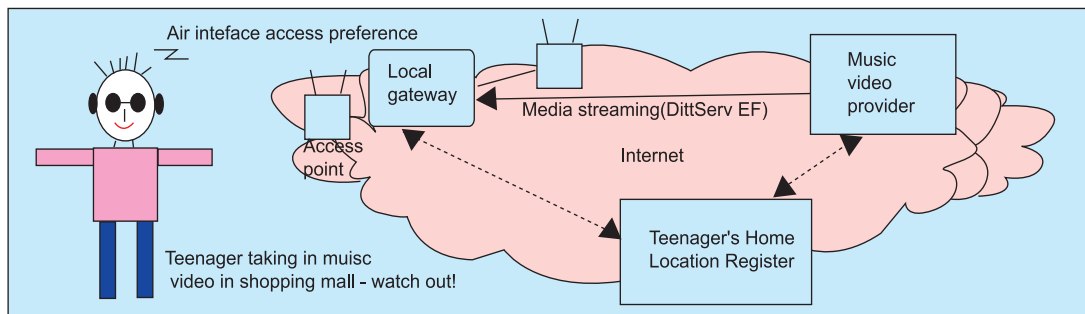 Air inteface access preference
Local
gateway
Music
video
provider
Media streaming(DittServ EF)
Access
point
Internet
Teenager's Home
Location Register
Teenager taking in muisc
video in shopping mall - watch out!